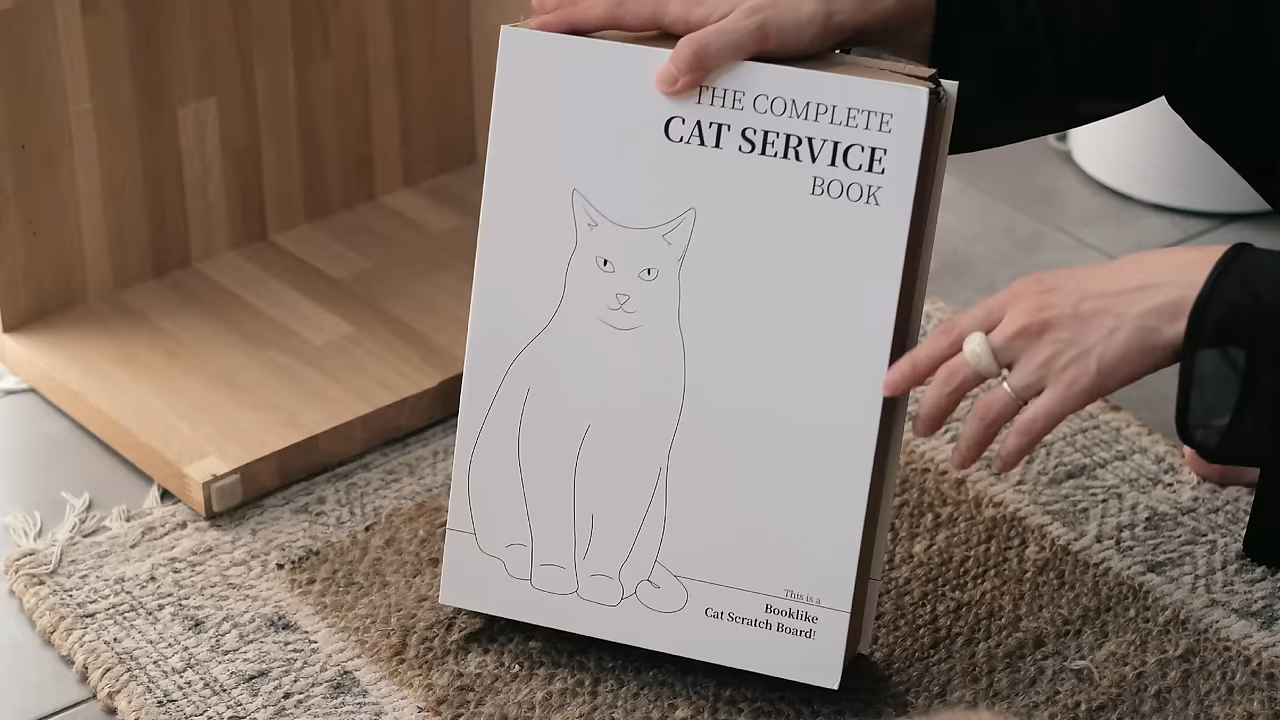 THE COMPLETE
CAT SERVICE
BOOK
This is a
Booklike
Cat Scratch Board!